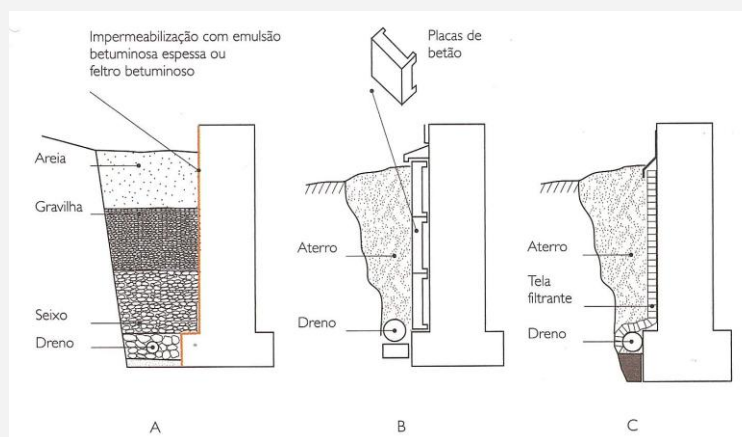 Impermeabilização com emulsão
betuminosa espessa ou
feltro betuminoso
Areia
Gravilha
Seixo
Dreno
A
Placas de
betão
Aterro
Dreno
B
Aterro
Tela
filtrante
Dreno
C